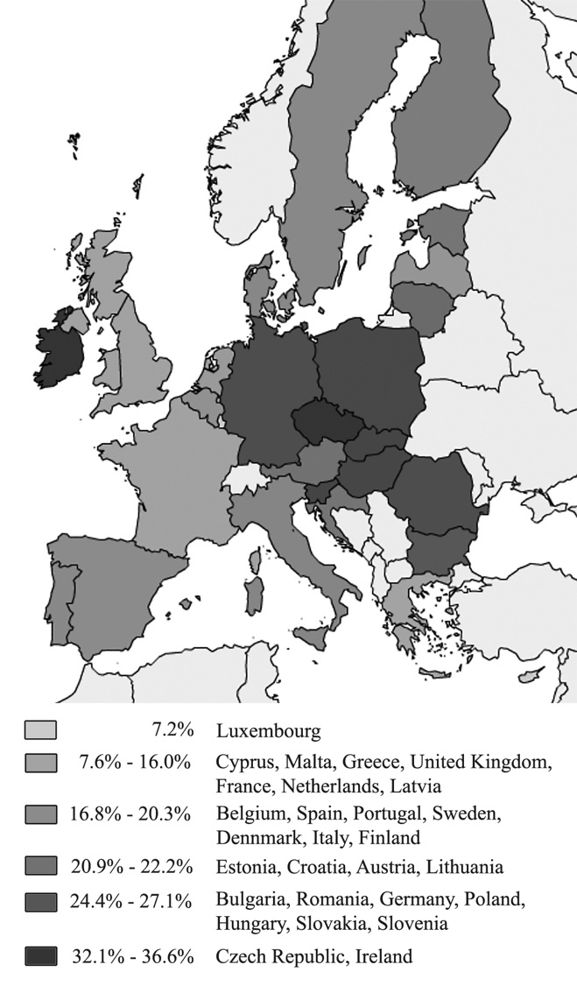 7.2% Luxembourg
7.6% - 16.0% Cyprus, Malta, Greece, United Kingdom,
France, Netherlands, Latvia
16.8% - 20.3% Belgium, Spain, Portugal, Sweden,
Dennmark, Italy, Finland
20.9% - 22.2% Estonia, Croatia, Austria, Lithuania
24.4% - 27.1% Bulgaria, Romania, Germany, Poland,
Hungary, Slovakia, Slovenia
32.1% - 36.6% Czech Republic, Ireland